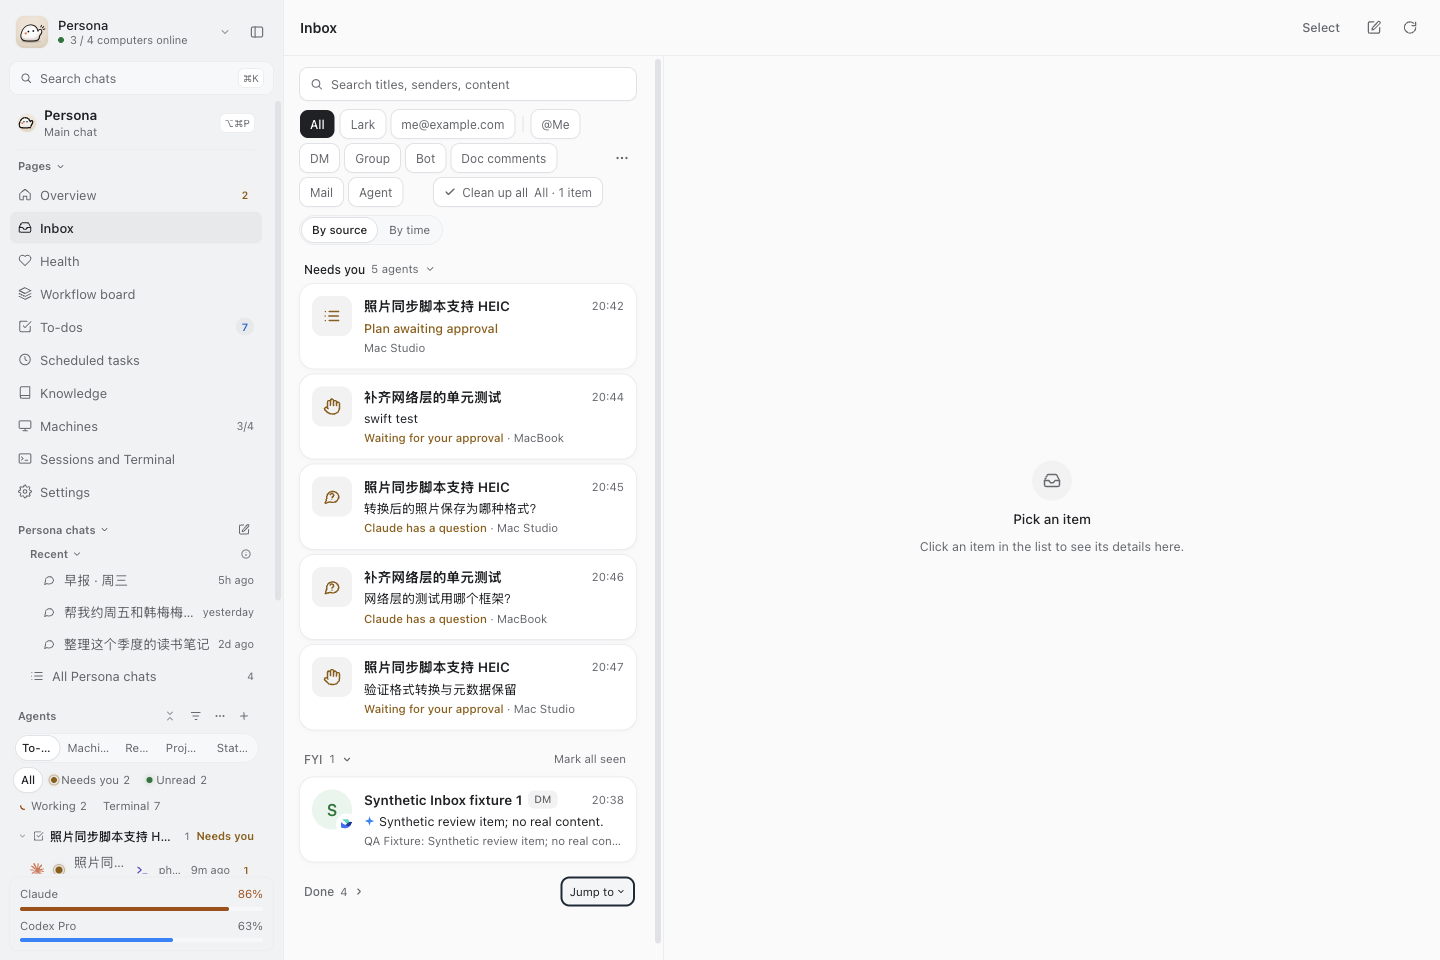 Persona
3 / 4 computers online
Search chats
⌘K
Persona
Main chat
⌥⌘P
Pages
Overview
2
Inbox
Health
Workflow board
To-dos
7
Scheduled tasks
Knowledge
Machines
3/4
Sessions and Terminal
Settings
Persona chats
Recent
早报 · 周三
5h ago
帮我约周五和韩梅梅...
yesterday
整理这个季度的读书笔记
2d ago
All Persona chats
4
Agents
To-...
Machi...
Re...
Proj...
Stat...
All
Needs you 2
Unread 2
Working 2
Terminal 7
照片同步脚本支持 H...
1
Needs you
照片同...
ph...
9m ago
1
Claude
86%
Codex Pro
63%
Inbox
Select
Search titles, senders, content
All
Lark
me@example.com
@Me
DM
Group
Bot
Doc comments
Mail
Agent
Clean up all All · 1 item
By source
By time
Needs you 5 agents
照片同步脚本支持 HEIC
20:42
Plan awaiting approval
Mac Studio
补齐网络层的单元测试
20:44
swift test
Waiting for your approval · MacBook
照片同步脚本支持 HEIC
20:45
转换后的照片保存为哪种格式?
Claude has a question · Mac Studio
补齐网络层的单元测试
20:46
网络层的测试用哪个框架?
Claude has a question · MacBook
照片同步脚本支持 HEIC
20:47
验证格式转换与元数据保留
Waiting for your approval · Mac Studio
FYI 1
Mark all seen
S
Synthetic Inbox fixture 1
DM
20:38
Synthetic review item; no real content.
QA Fixture: Synthetic review item; no real con...
Done 4
Jump to
Pick an item
Click an item in the list to see its details here.